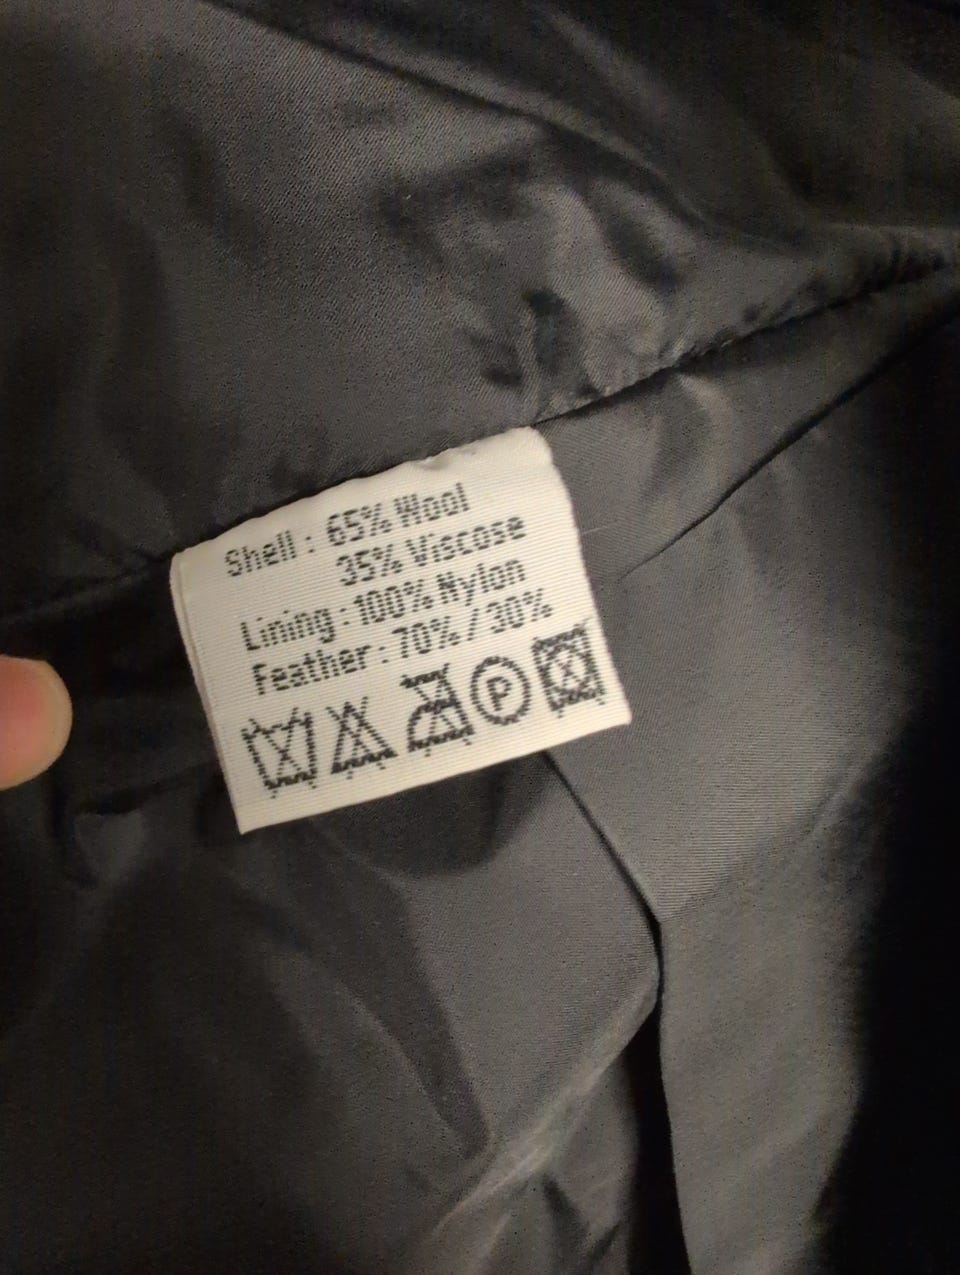 Shell : 65% Wool
35% Viscose
Lining : 100% Nylon
Feather : 70% / 30%
P